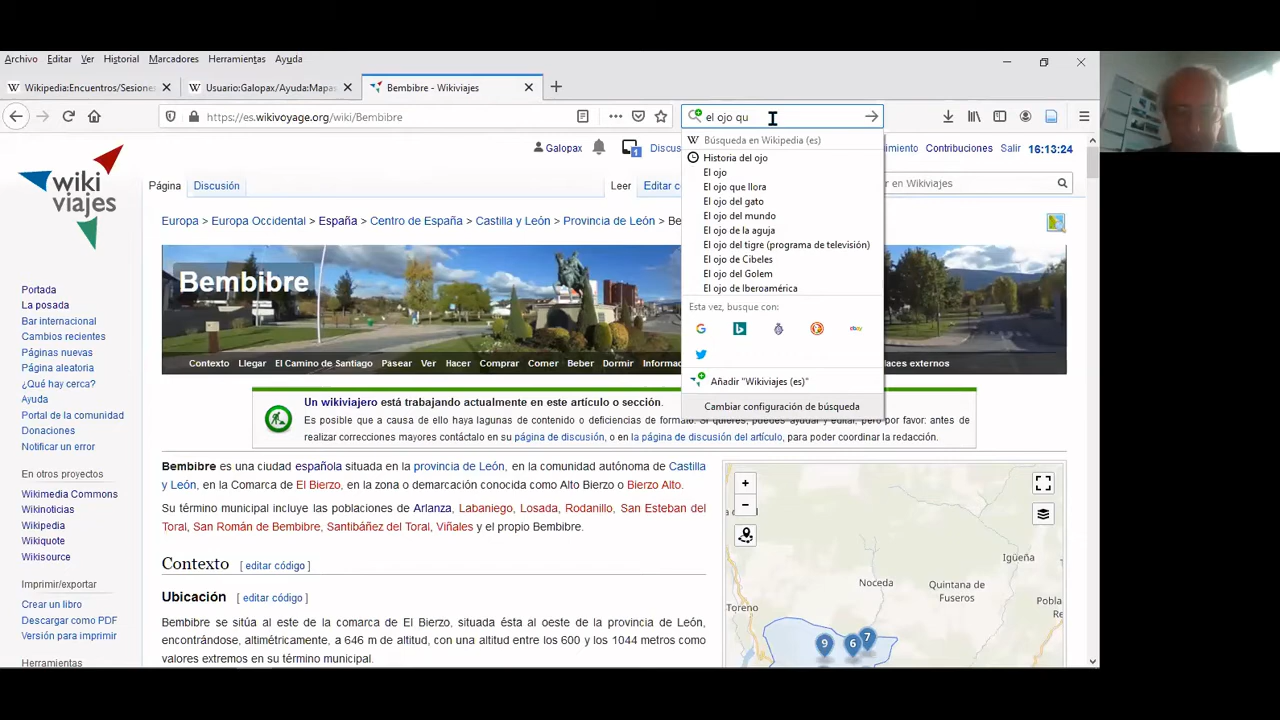 Archivo Editar Ver Historial Marcadores Herramientas Ayuda
Wikipedia:Encuentros/Sesione
Usuario:Galopax/Ayuda:Mapa
Bembibre - Wikiviajes
https://es.wikivoyage.org/wiki/Bembibre
el ojo qu
Búsqueda en Wikipedia (es)
Historia del ojo
El ojo
El ojo que llora
El ojo del gato
El ojo del mundo
El ojo de la aguja
El ojo del tigre (programa de televisión)
El ojo de Cibeles
El ojo del Golem
El ojo de Iberoamérica
Esta vez, busque con:
ebay
Añadir "Wikiviajes (es)"
Cambiar configuración de búsqueda
Galopax 1 Discus
imiento Contribuciones Salir 16:13:24
wiki
viajes
Página Discusión Leer Editar c
er en Wikiviajes
Europa > Europa Occidental > España > Centro de España > Castilla y León > Provincia de León > Be
Bembibre
Contexto Llegar El Camino de Santiago Pasear Ver Hacer Comprar Comer Beber Dormir Informa
laces externos
Portada
La posada
Bar internacional
Cambios recientes
Páginas nuevas
Página aleatoria
¿Qué hay cerca?
Ayuda
Portal de la comunidad
Donaciones
Notificar un error
En otros proyectos
Wikimedia Commons
Wikinoticias
Wikipedia
Wikiquote
Wikisource
Imprimir/exportar
Crear un libro
Descargar como PDF
Versión para imprimir
Herramientas
Un wikiviajero está trabajando actualmente en este artículo o sección.
Es posible que a causa de ello haya lagunas de contenido o deficiencias de formato. Si quieres, puedes ayudar y editar, pero por favor: antes de
realizar correcciones mayores contáctalo en su página de discusión, o en la página de discusión del artículo, para poder coordinar la redacción.
Bembibre es una ciudad española situada en la provincia de León, en la comunidad autónoma de Castilla
y León, en la Comarca de El Bierzo, en la zona o demarcación conocida como Alto Bierzo o Bierzo Alto.
Su término municipal incluye las poblaciones de Arlanza, Labaniego, Losada, Rodanillo, San Esteban del
Toral, San Román de Bembibre, Santibáñez del Toral, Viñales y el propio Bembibre.
Contexto [ editar código ]
Ubicación [ editar código ]
Bembibre se sitúa al este de la comarca de El Bierzo, situada ésta al oeste de la provincia de León,
encontrándose, altimétricamente, a 646 m de altitud, con una altitud entre los 600 y los 1044 metros como
valores extremos en su término municipal.
+
−
Igüeña
Noceda
Quintana de
Fuseros
Pobla
de la
Re
Toreno
9
6
7